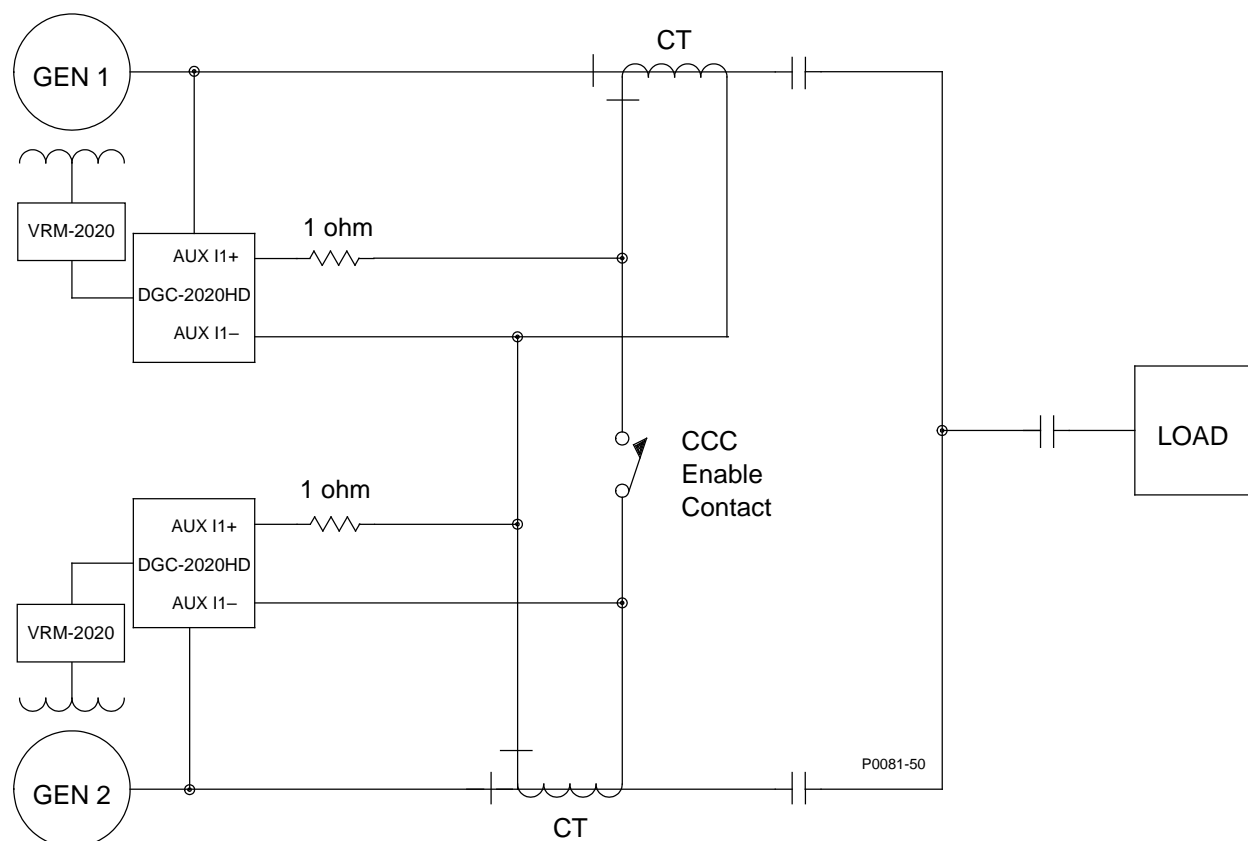 CT
GEN 1
VRM-2020
1 ohm
AUX I1+
DGC-2020HD
AUX I1–
CCC
Enable
Contact
LOAD
1 ohm
AUX I1+
DGC-2020HD
AUX I1–
VRM-2020
P0081-50
GEN 2
CT